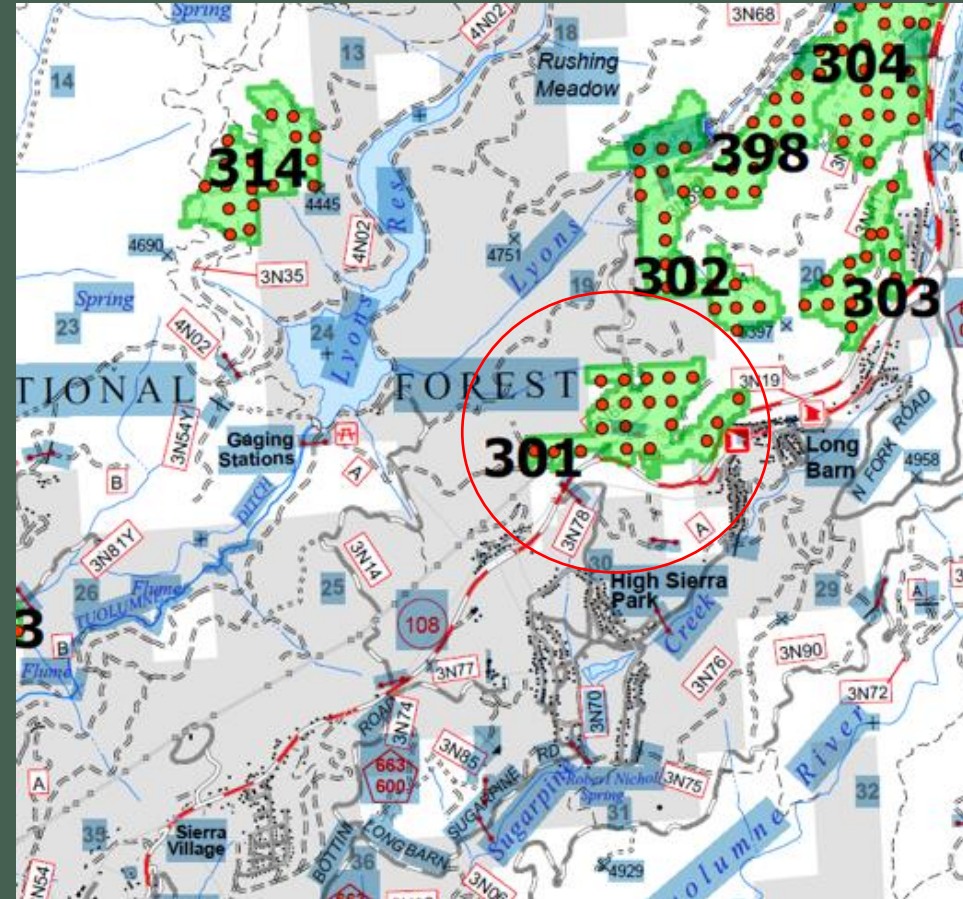 Spring
4N02
18
3N68
13
14
Rushing
Meadow
304
398
314
4445
4N02
Res
4751
Lyons
4690
3N35
302
19
20
303
Spring
23
24
Lyons
4N02
TIONAL
FOREST
3N19
3N54Y
Gaging
Stations
A
301
Long
Barn
N FORK ROAD
4958
B
DITCH
3N78
A
3N81Y
3N14
30
High Sierra
Park
26
25
29
A
Flume
TUOLUMNE
3
B
Flume
108
Creek
3N90
3N77
3N76
3N72
ROAD
3N74
3N70
River
A
663
600
3N85
RD
3N75
SUGARPINE
Sugarpine
Robert Nichol
Spring
32
31
35
Sierra
Village
BOTTINI
LONG BARN
36
4929
3N54
3N06
olumne